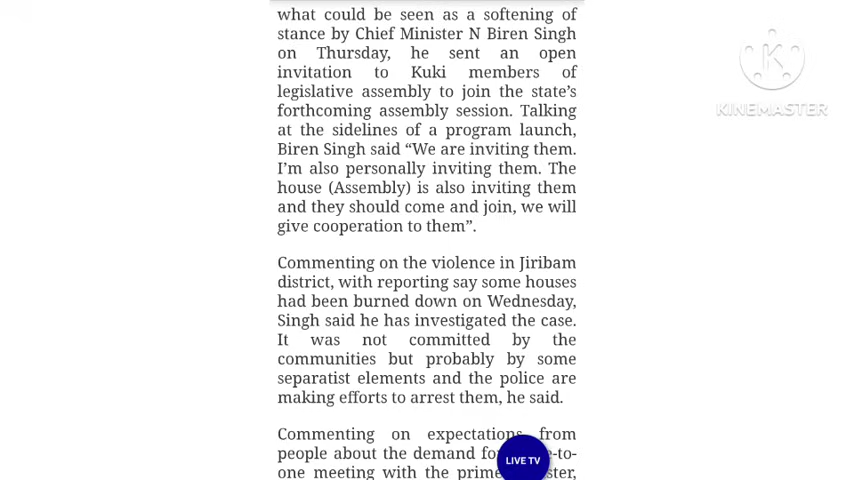 what could be seen as a softening of
stance by Chief Minister N Biren Singh
on Thursday, he sent an open
invitation to Kuki members of
legislative assembly to join the state’s
forthcoming assembly session. Talking
at the sidelines of a program launch,
Biren Singh said “We are inviting them.
I’m also personally inviting them. The
house (Assembly) is also inviting them
and they should come and join, we will
give cooperation to them”.
Commenting on the violence in Jiribam
district, with reporting say some houses
had been burned down on Wednesday,
Singh said he has investigated the case.
It was not committed by the
communities but probably by some
separatist elements and the police are
making efforts to arrest them, he said.
Commenting on expectations from
people about the demand
one meeting with the
LIVE TV
K
KINEMASTER